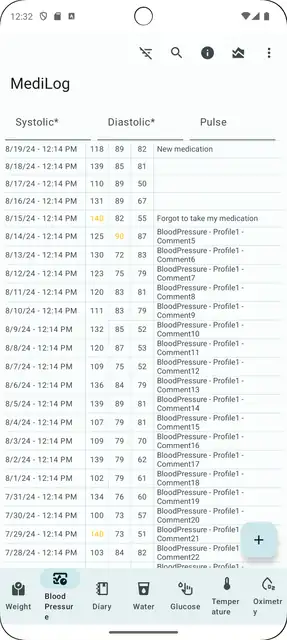 12:32
MediLog
Systolic* Diastolic* Pulse
8/19/24 - 12:14 PM 118 89 82 New medication
8/18/24 - 12:14 PM 139 85 81
8/17/24 - 12:14 PM 110 89 50
8/16/24 - 12:14 PM 131 89 67
8/15/24 - 12:14 PM 140 82 55 Forgot to take my medication
8/14/24 - 12:14 PM 125 90 87 BloodPressure - Profile1 -
Comment5
8/13/24 - 12:14 PM 130 72 83 BloodPressure - Profile1 -
Comment6
8/12/24 - 12:14 PM 123 75 79 BloodPressure - Profile1 -
Comment7
8/11/24 - 12:14 PM 120 83 81 BloodPressure - Profile1 -
Comment8
8/10/24 - 12:14 PM 111 83 79 BloodPressure - Profile1 -
Comment9
8/9/24 - 12:14 PM 132 85 52 BloodPressure - Profile1 -
Comment10
8/8/24 - 12:14 PM 120 87 53 BloodPressure - Profile1 -
Comment11
8/7/24 - 12:14 PM 109 75 52 BloodPressure - Profile1 -
Comment12
8/6/24 - 12:14 PM 136 84 79 BloodPressure - Profile1 -
Comment13
8/5/24 - 12:14 PM 139 89 81 BloodPressure - Profile1 -
Comment14
8/4/24 - 12:14 PM 107 79 81 BloodPressure - Profile1 -
Comment15
8/3/24 - 12:14 PM 109 79 70 BloodPressure - Profile1 -
Comment16
8/2/24 - 12:14 PM 139 79 62 BloodPressure - Profile1 -
Comment17
8/1/24 - 12:14 PM 102 79 61 BloodPressure - Profile1 -
Comment18
7/31/24 - 12:14 PM 134 76 60 BloodPressure - Profile1 -
Comment19
7/30/24 - 12:14 PM 100 73 57 BloodPressure - Profile1 -
Comment20
7/29/24 - 12:14 PM 140 73 51 BloodPressure - Profile1 -
Comment21
7/28/24 - 12:14 PM 103 84 82 BloodPressure - Profile1 -
Comment22
+
Weight
Blood
Pressur
e
Diary
Water
Glucose
Temper
ature
Oximetr
y